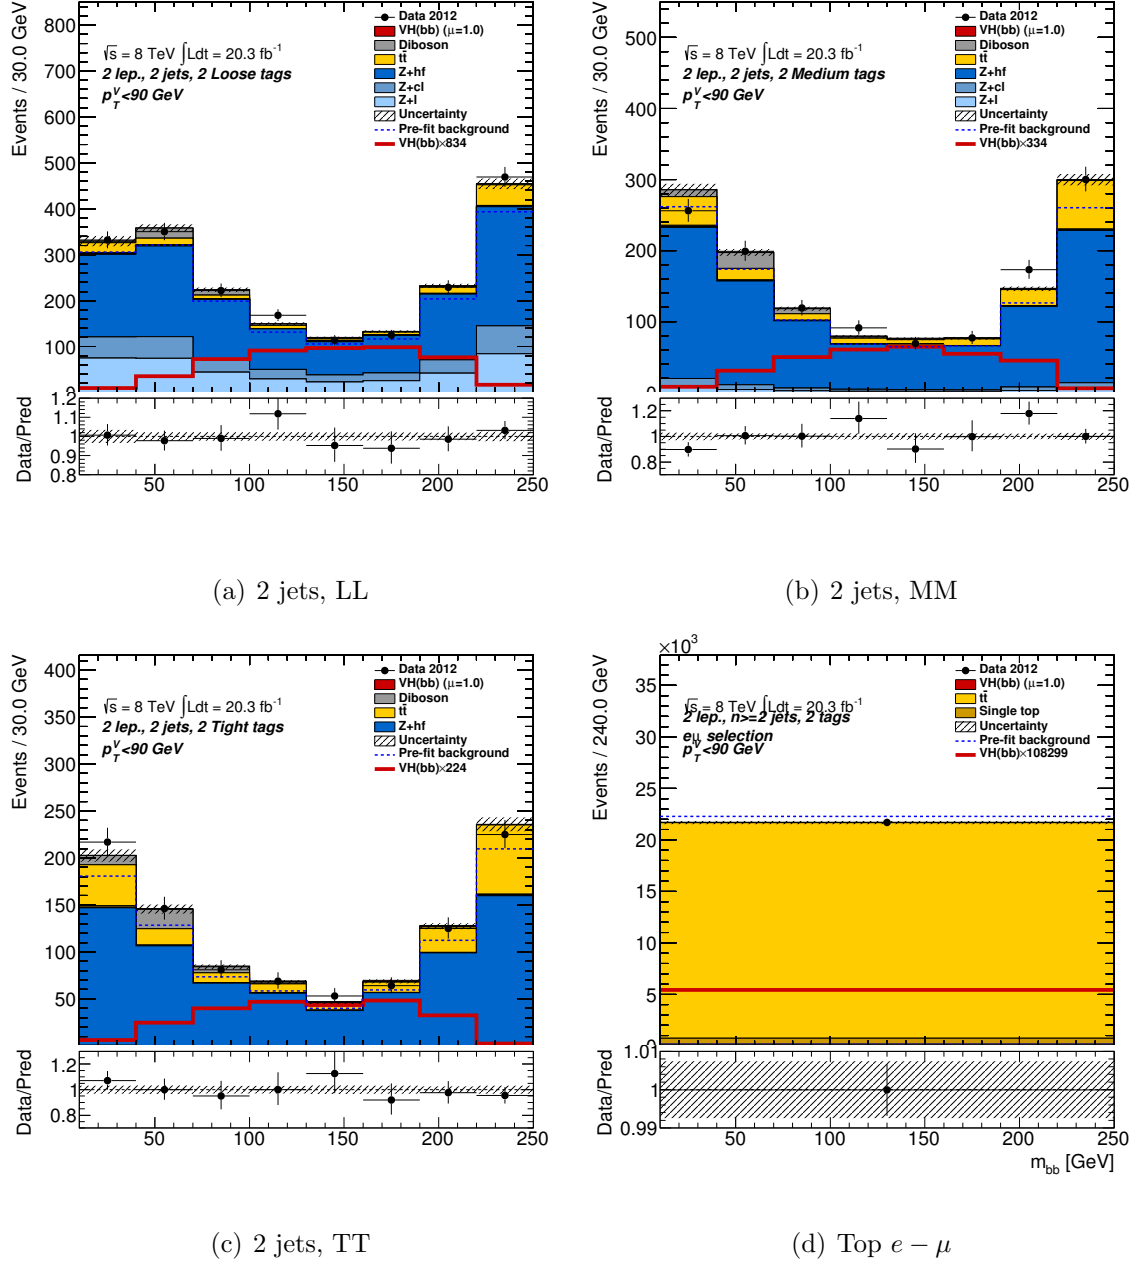 Events / 30.0 GeV
800
700
600
500
400
300
200
100
0
√s = 8 TeV ∫Ldt = 20.3 fb-1
2 lep., 2 jets, 2 Loose tags
pTV<90 GeV
Data 2012
VH(bb) (μ=1.0)
Diboson
tt̄
Z+hf
Z+cl
Z+l
Uncertainty
Pre-fit background
VH(bb)×834
Data/Pred
1.2
1.1
1
0.9
0.8
50 100 150 200 250
(a) 2 jets, LL
Events / 30.0 GeV
500
400
300
200
100
0
√s = 8 TeV ∫Ldt = 20.3 fb-1
2 lep., 2 jets, 2 Medium tags
pTV<90 GeV
Data 2012
VH(bb) (μ=1.0)
Diboson
tt̄
Z+hf
Z+cl
Z+l
Uncertainty
Pre-fit background
VH(bb)×334
Data/Pred
1.2
1
0.8
50 100 150 200 250
(b) 2 jets, MM
Events / 30.0 GeV
400
350
300
250
200
150
100
50
√s = 8 TeV ∫Ldt = 20.3 fb-1
2 lep., 2 jets, 2 Tight tags
pTV<90 GeV
Data 2012
VH(bb) (μ=1.0)
Diboson
tt̄
Z+hf
Uncertainty
Pre-fit background
VH(bb)×224
Data/Pred
1.2
1
0.8
50 100 150 200 250
(c) 2 jets, TT
×10³
Events / 240.0 GeV
35
30
25
20
15
10
5
0
√s = 8 TeV ∫Ldt = 20.3 fb-1
2 lep., n>=2 jets, 2 tags
eμ selection
pTV<90 GeV
Data 2012
VH(bb) (μ=1.0)
tt̄
Single top
Uncertainty
Pre-fit background
VH(bb)×108299
Data/Pred
1.01
1
0.99
50 100 150 200 250
mbb [GeV]
(d) Top e − μ